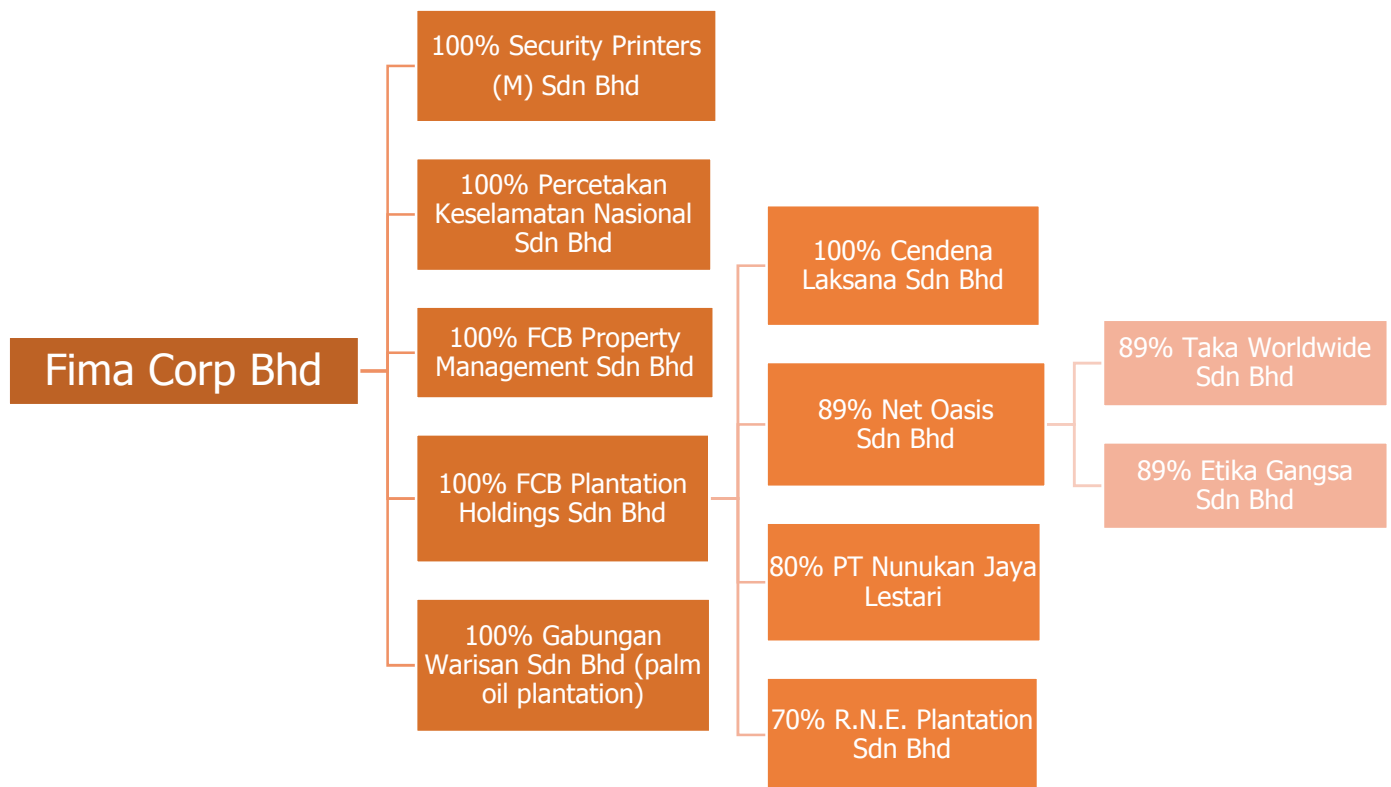 Fima Corp Bhd
100% Security Printers
(M) Sdn Bhd
100% Percetakan
Keselamatan Nasional
Sdn Bhd
100% FCB Property
Management Sdn Bhd
100% FCB Plantation
Holdings Sdn Bhd
100% Gabungan
Warisan Sdn Bhd (palm
oil plantation)
100% Cendena
Laksana Sdn Bhd
89% Net Oasis
Sdn Bhd
80% PT Nunukan Jaya
Lestari
70% R.N.E. Plantation
Sdn Bhd
89% Taka Worldwide
Sdn Bhd
89% Etika Gangsa
Sdn Bhd